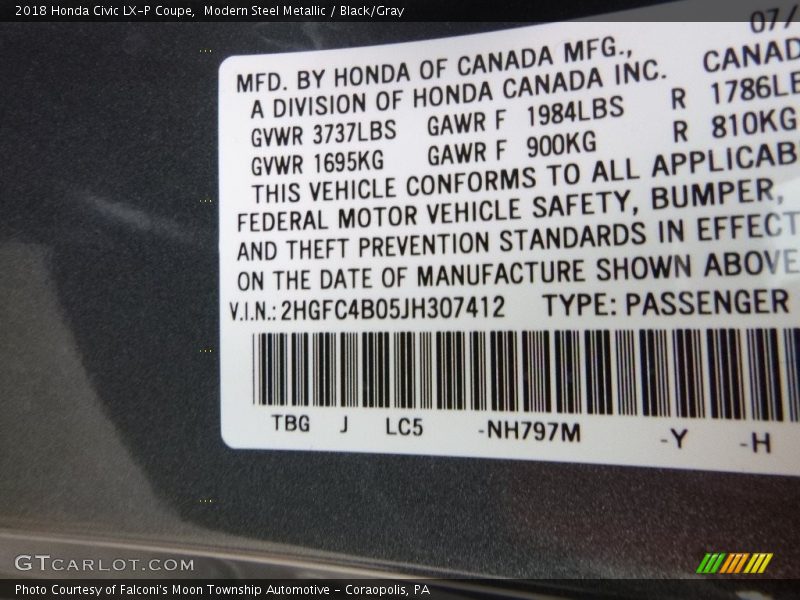 2018 Honda Civic LX-P Coupe,  Modern Steel Metallic / Black/Gray
07/
MFD. BY HONDA OF CANADA MFG.,
CANAD
A DIVISION OF HONDA CANADA INC.
GVWR 3737LBS GAWR F 1984LBS R 1786LB
GVWR 1695KG GAWR F 900KG R 810KG
THIS VEHICLE CONFORMS TO ALL APPLICAB
FEDERAL MOTOR VEHICLE SAFETY, BUMPER,
AND THEFT PREVENTION STANDARDS IN EFFECT
ON THE DATE OF MANUFACTURE SHOWN ABOVE
V.I.N.: 2HGFC4B05JH307412 TYPE: PASSENGER
TBG J LC5 -NH797M -Y -H
GTCARLOT.COM
Photo Courtesy of Falconi's Moon Township Automotive - Coraopolis, PA